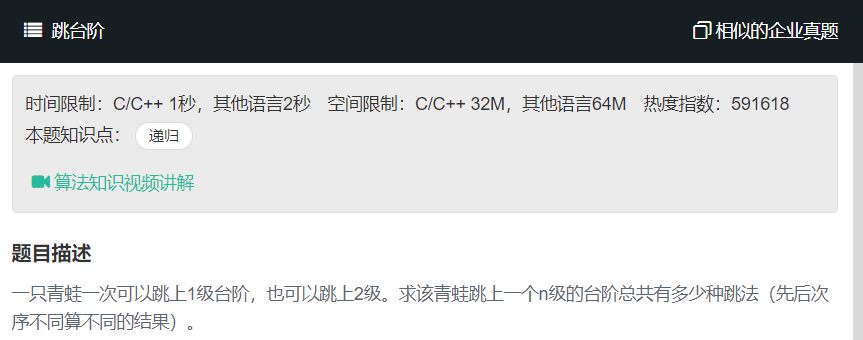 跳台阶
相似的企业真题
时间限制：C/C++ 1秒，其他语言2秒 空间限制：C/C++ 32M，其他语言64M 热度指数：591618
本题知识点： 递归
算法知识视频讲解
题目描述
一只青蛙一次可以跳上1级台阶，也可以跳上2级。求该青蛙跳上一个n级的台阶总共有多少种跳法（先后次
序不同算不同的结果）。